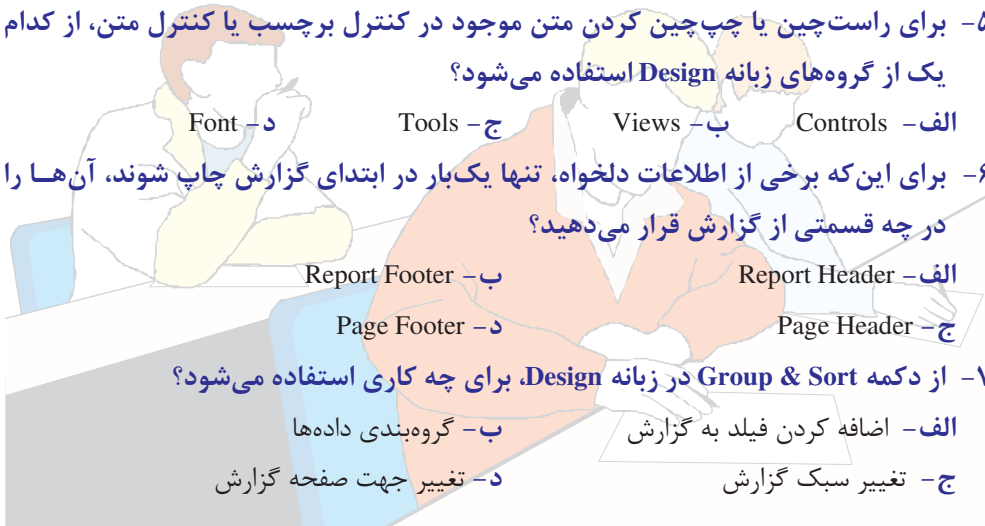 ۵- برای راست‌چین یا چپ‌چین کردن متن موجود در کنترل برچسب یا کنترل متن، از کدام
یک از گروه‌های زبانه Design استفاده می‌شود؟
الف- Controls ب- Views ج- Tools د- Font
۶- برای این‌که برخی از اطلاعات دلخواه، تنها یک‌بار در ابتدای گزارش چاپ شوند، آن‌هــا را
در چه قسمتی از گزارش قرار می‌دهید؟
الف- Report Header ب- Report Footer
ج- Page Header د- Page Footer
۷- از دکمه Group & Sort در زبانه Design، برای چه کاری استفاده می‌شود؟
الف- اضافه کردن فیلد به گزارش ب- گروه‌بندی داده‌ها
ج- تغییر سبک گزارش د- تغییر جهت صفحه گزارش